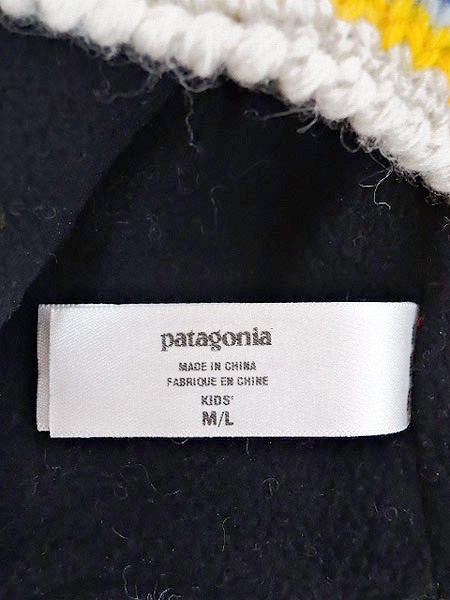 patagonia
MADE IN CHINA
FABRIQUE EN CHINE
KIDS'
M/L